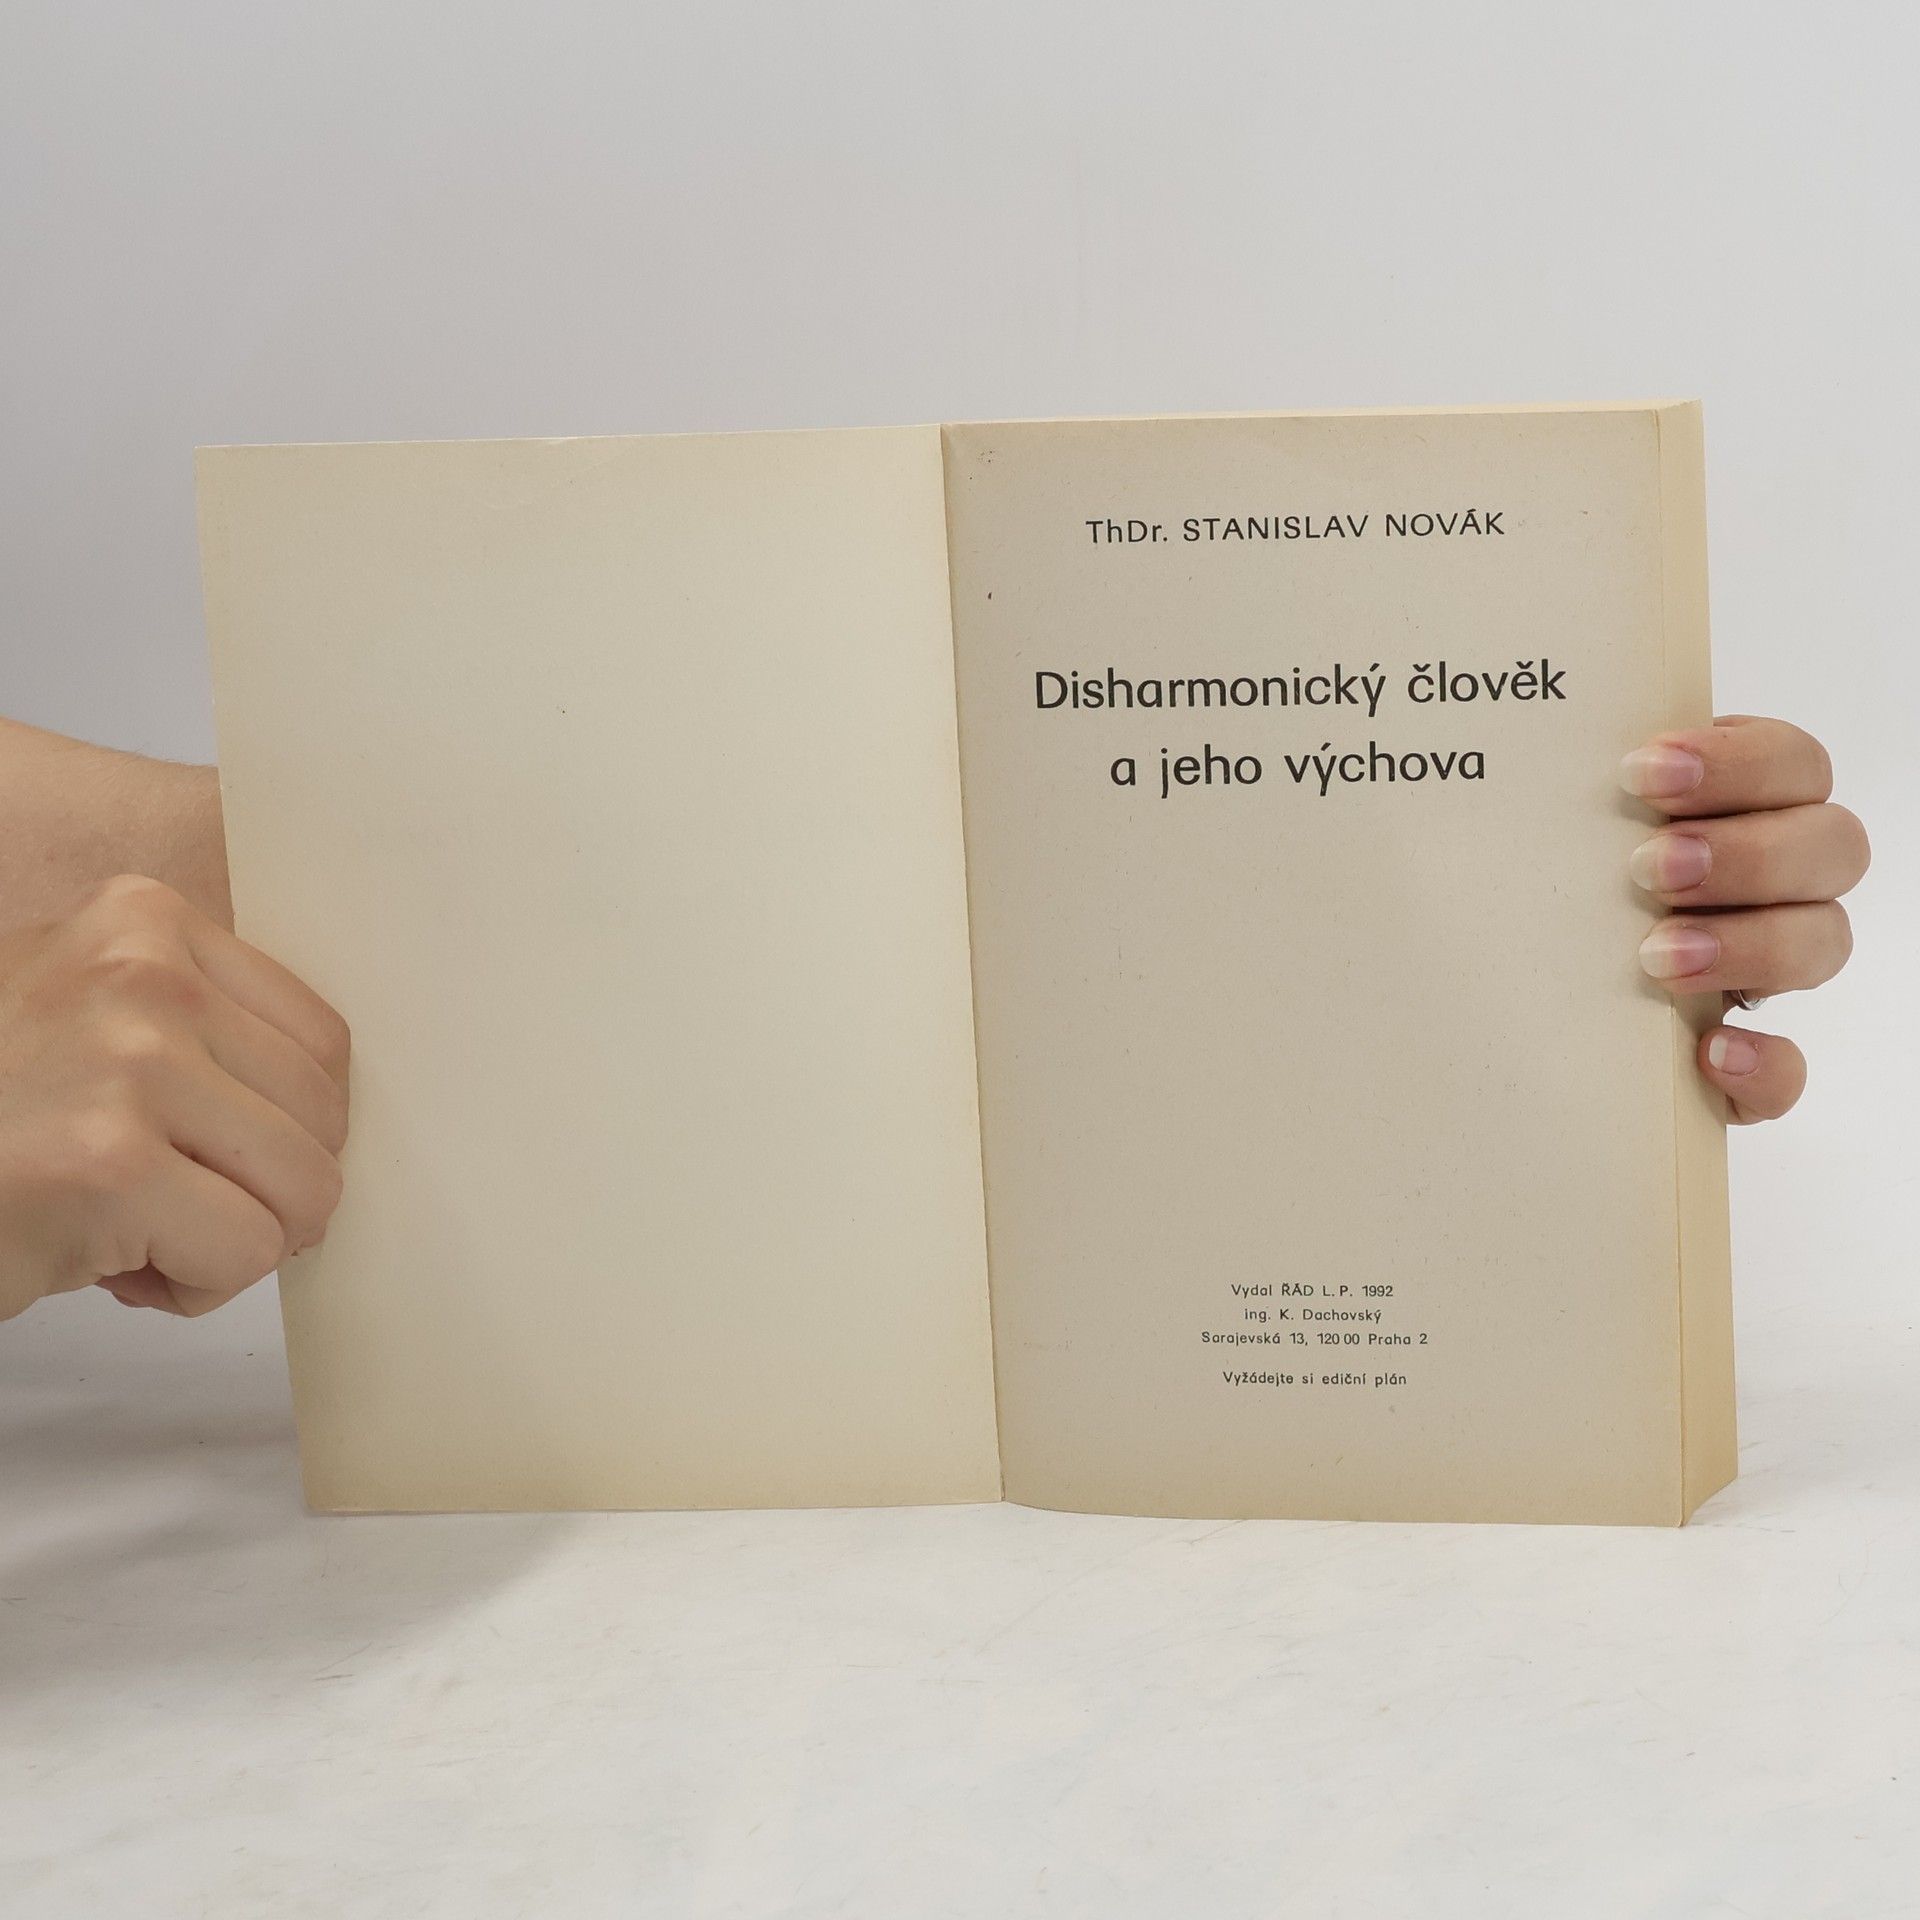 ThDr. STANISLAV NOVÁK
Disharmonický člověk
a jeho výchova
Vydal ŘÁD L. P. 1992
ing. K. Dachovský
Sarajevská 13, 120 00 Praha 2
Vyžádejte si ediční plán